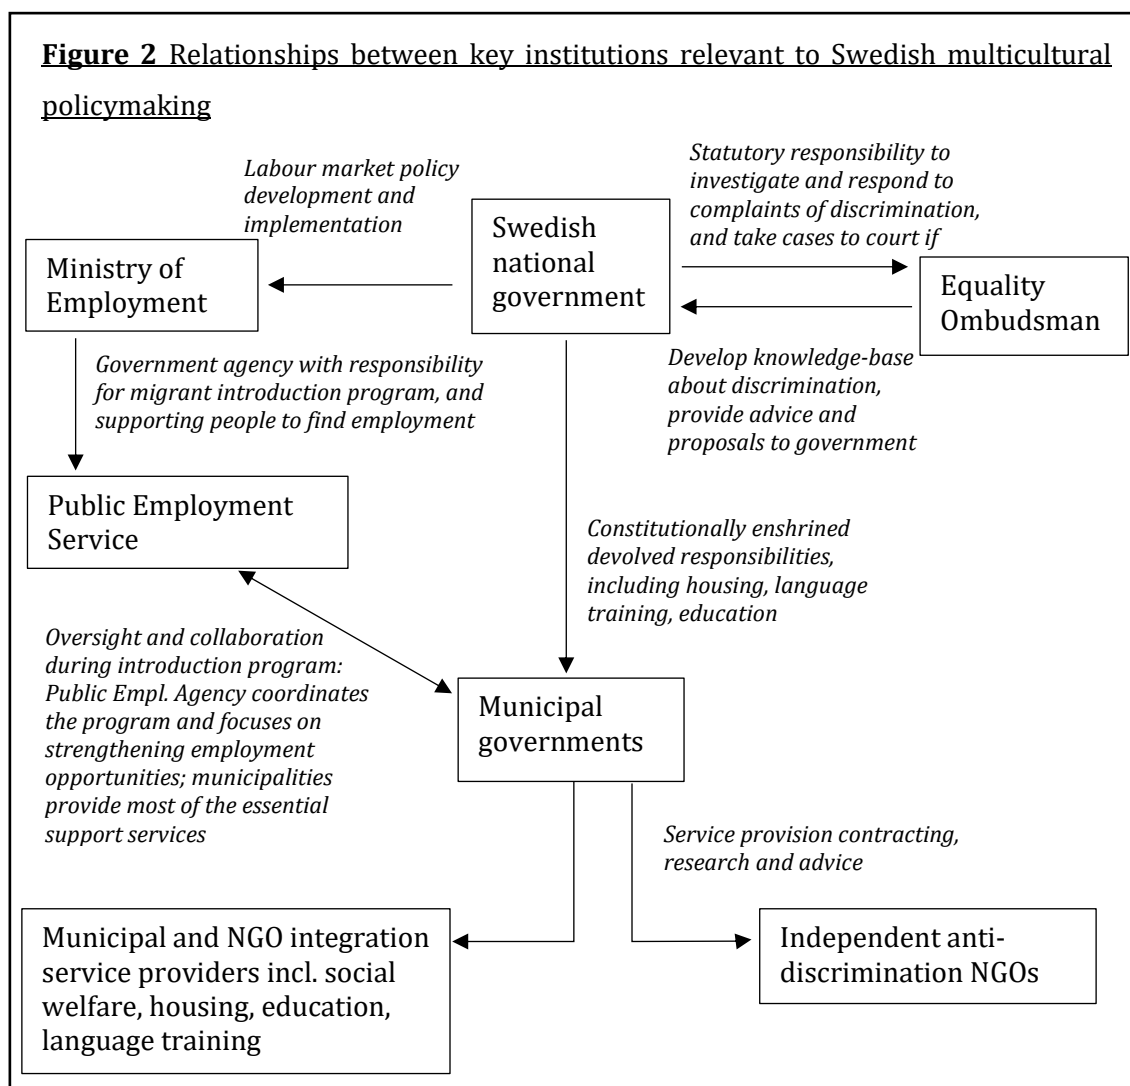 Figure 2 Relationships between key institutions relevant to Swedish multicultural
policymaking
Labour market policy
development and
implementation
Statutory responsibility to
investigate and respond to
complaints of discrimination,
and take cases to court if
Swedish
national
government
Ministry of
Employment
Equality
Ombudsman
Government agency with responsibility
for migrant introduction program, and
supporting people to find employment
Develop knowledge-base
about discrimination,
provide advice and
proposals to government
Public Employment
Service
Constitutionally enshrined
devolved responsibilities,
including housing, language
training, education
Oversight and collaboration
during introduction program:
Public Empl. Agency coordinates
the program and focuses on
strengthening employment
opportunities; municipalities
provide most of the essential
support services
Municipal
governments
Service provision contracting,
research and advice
Municipal and NGO integration
service providers incl. social
welfare, housing, education,
language training
Independent anti-
discrimination NGOs